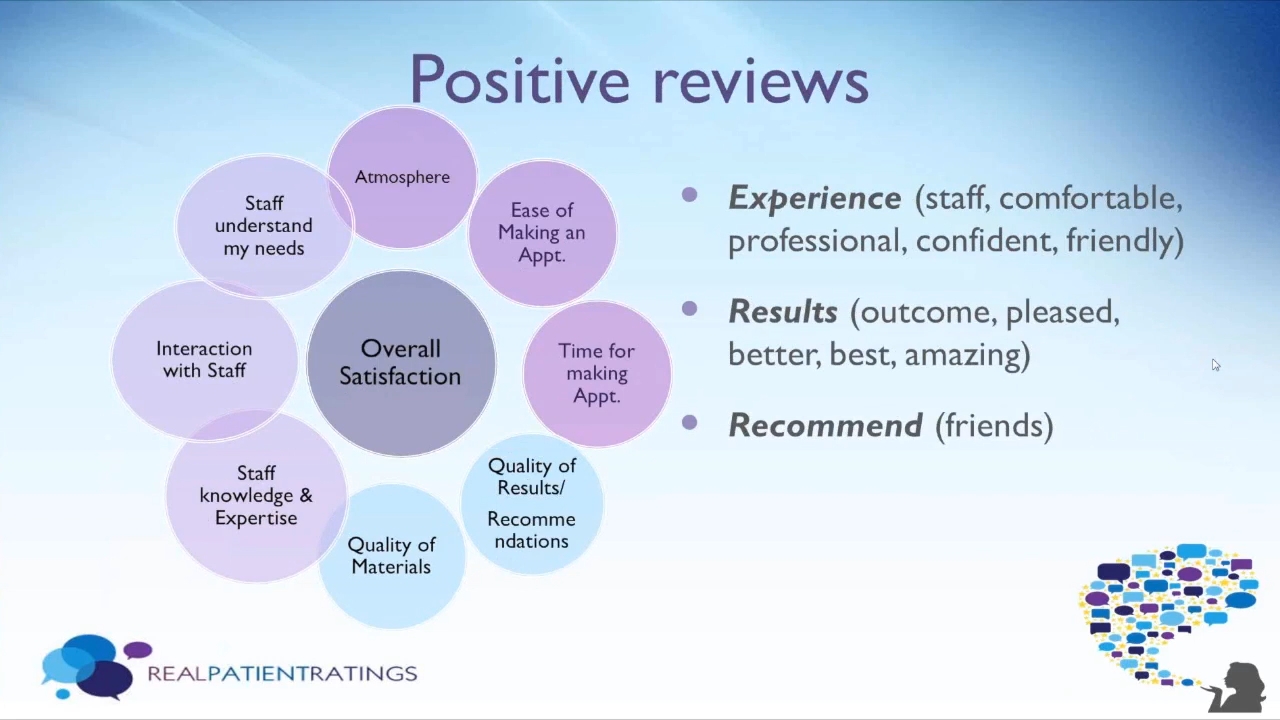 Positive reviews
Atmosphere
Ease of
Making an
Appt.
Time for
making
Appt.
Quality of
Results/
Recomme
ndations
Quality of
Materials
Staff
knowledge &
Expertise
Interaction
with Staff
Staff
understand
my needs
Overall
Satisfaction
Experience (staff, comfortable,
professional, confident, friendly)
Results (outcome, pleased,
better, best, amazing)
Recommend (friends)
REALPATIENTRATINGS